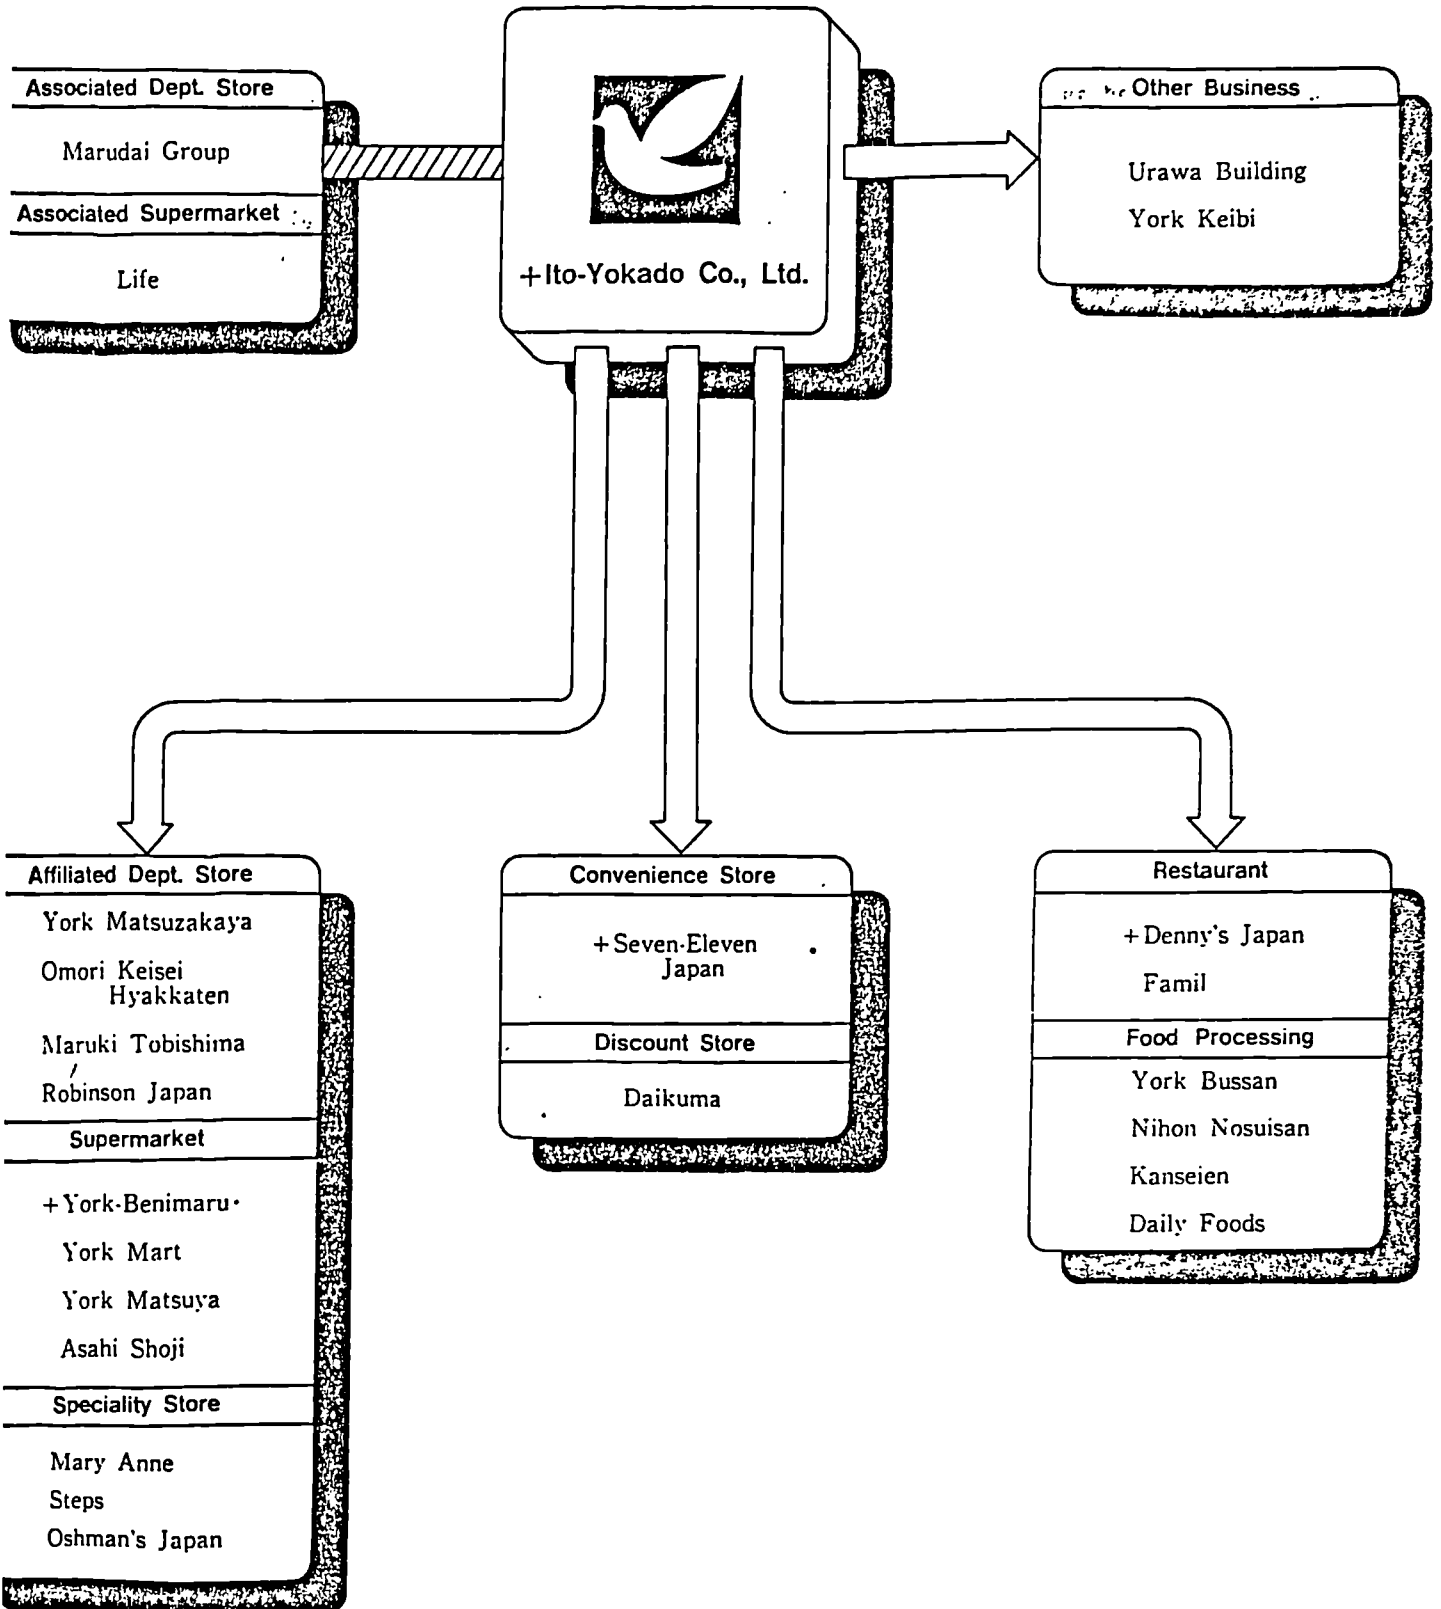 Associated Dept. Store
Marudai Group
Associated Supermarket
Life
+Ito-Yokado Co., Ltd.
Other Business
Urawa Building
York Keibi
Affiliated Dept. Store
York Matsuzakaya
Omori Keisei
Hyakkaten
Maruki Tobishima
Robinson Japan
Supermarket
+York-Benimaru
York Mart
York Matsuya
Asahi Shoji
Speciality Store
Mary Anne
Steps
Oshman's Japan
Convenience Store
+Seven-Eleven
Japan
Discount Store
Daikuma
Restaurant
+Denny's Japan
Famil
Food Processing
York Bussan
Nihon Nosuisan
Kanseien
Daily Foods